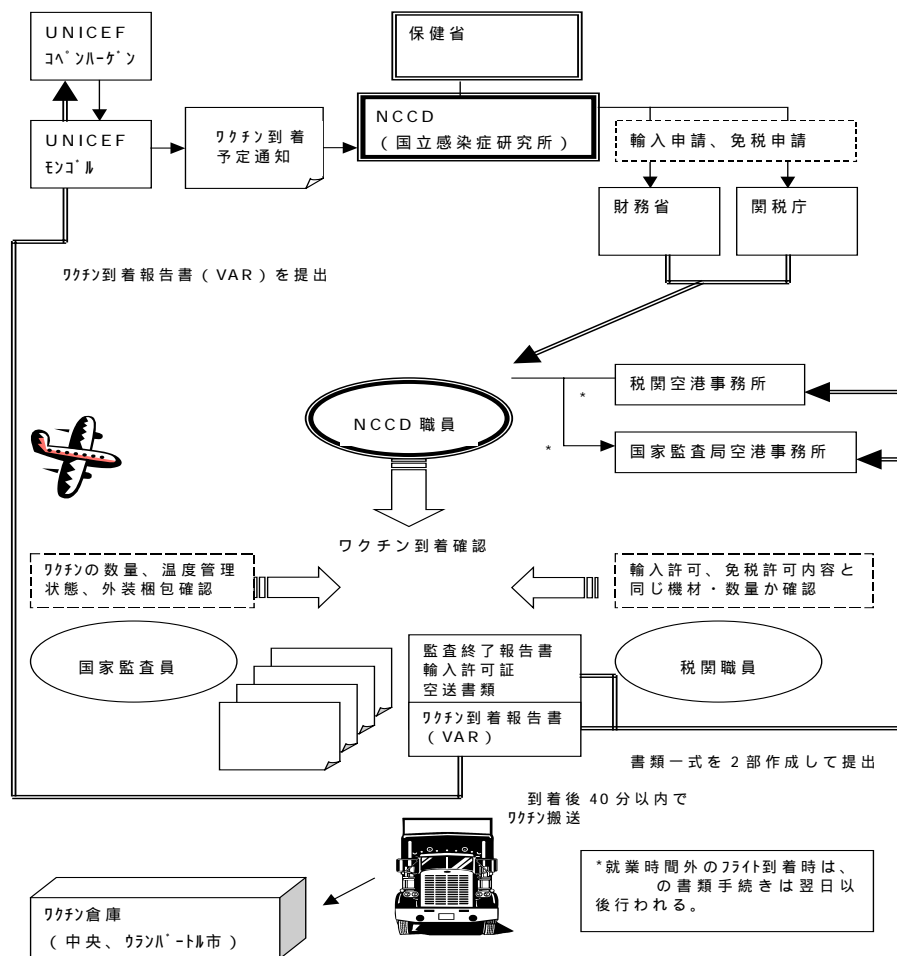 UNICEF
ｺﾍﾟﾝﾊｰｹﾞﾝ
保健省
UNICEF
ﾓﾝｺﾞﾙ
ワクチン到着
予定通知
NCCD
(国立感染症研究所)
輸入申請、免税申請
財務省
関税庁
ﾜｸﾁﾝ到着報告書(VAR)を提出
税関空港事務所
*
NCCD 職員
*
国家監査局空港事務所
ワクチン到着確認
ﾜｸﾁﾝの数量、温度管理
状態、外装梱包確認
輸入許可、免税許可内容と
同じ機材・数量か確認
国家監査員
監査終了報告書
輸入許可証
空送書類
ﾜｸﾁﾝ到着報告書
(VAR)
税関職員
書類一式を2部作成して提出
到着後40分以内で
ﾜｸﾁﾝ搬送
*就業時間外のﾌﾗｲﾄ到着時は、
の書類手続きは翌日以
後行われる。
ﾜｸﾁﾝ倉庫
(中央、ｳﾗﾝﾊﾞｰﾄﾙ市)